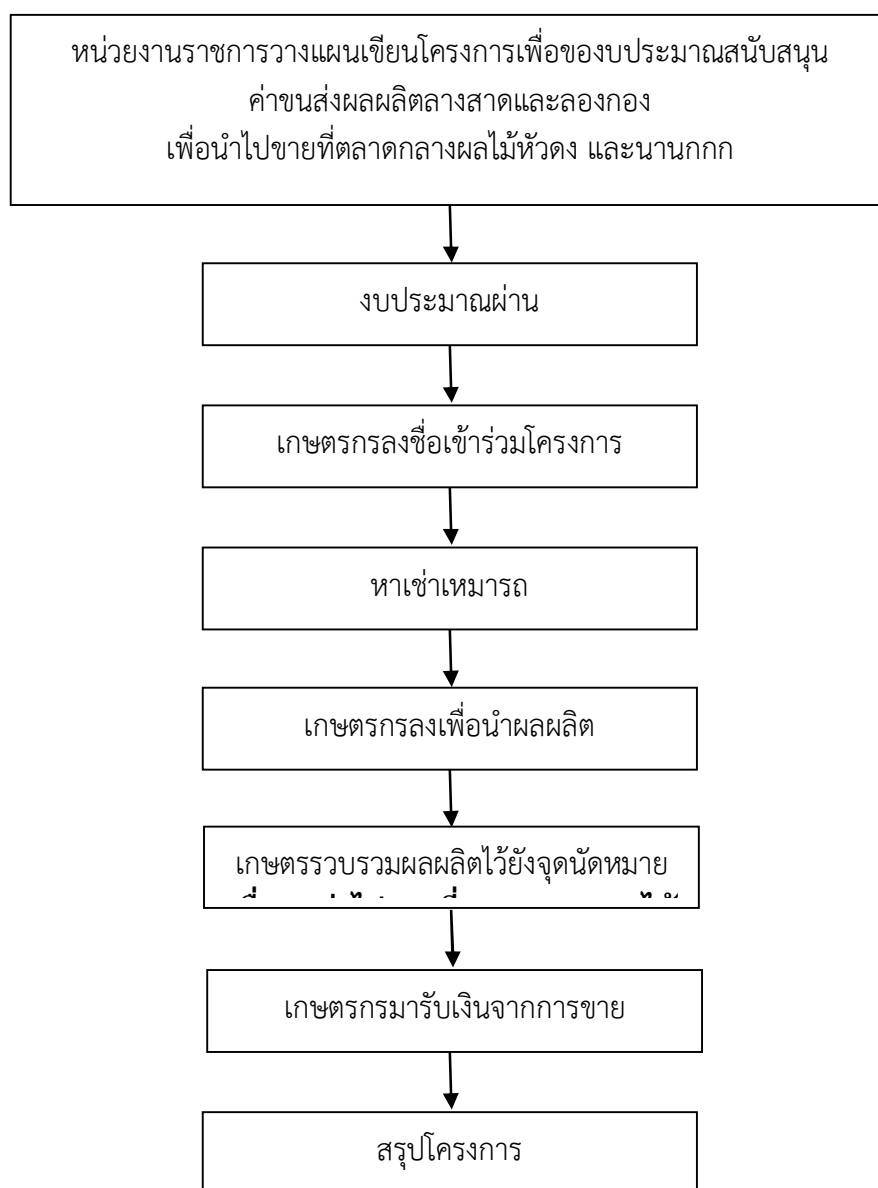 หน่วยงานราชการวางแผนเขียนโครงการเพื่อของบประมาณสนับสนุน
ค่าขนส่งผลผลิตลางสาดและลองกอง
เพื่อนำไปขายที่ตลาดกลางผลไม้หัวดง และนานกกก
งบประมาณผ่าน
เกษตรกรลงชื่อเข้าร่วมโครงการ
หาเช่าเหมารถ
เกษตรกรลงเพื่อนำผลผลิต
เกษตรรวบรวมผลผลิตไว้ยังจุดนัดหมาย
เกษตรกรมารับเงินจากการขาย
สรุปโครงการ